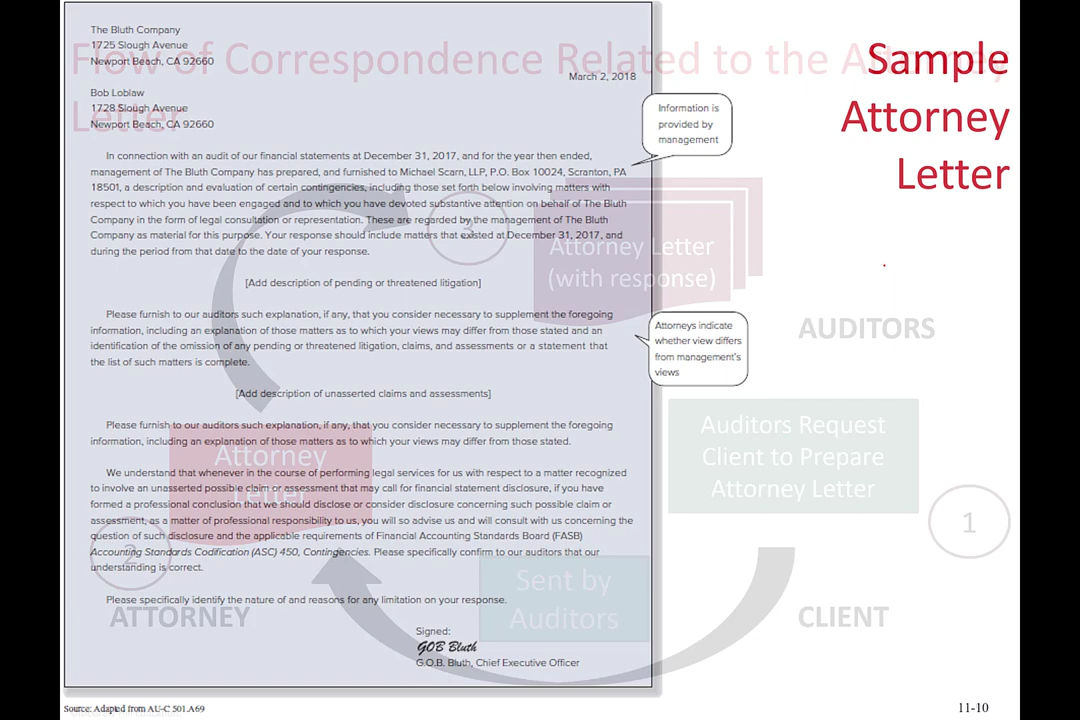 Flow of Correspondence Related to the Attorney
Letter
Sample
Attorney
Letter
The Bluth Company
1725 Slough Avenue
Newport Beach, CA 92660
March 2, 2018
Bob Loblaw
1728 Slough Avenue
Newport Beach, CA 92660
Information is
provided by
management
In connection with an audit of our financial statements at December 31, 2017, and for the year then ended,
management of The Bluth Company has prepared, and furnished to Michael Scarn, LLP, P.O. Box 10024, Scranton, PA
18501, a description and evaluation of certain contingencies, including those set forth below involving matters with
respect to which you have been engaged and to which you have devoted substantive attention on behalf of The Bluth
Company in the form of legal consultation or representation. These are regarded by the management of The Bluth
Company as material for this purpose. Your response should include matters that existed at December 31, 2017, and
during the period from that date to the date of your response.
3
Attorney Letter
(with response)
[Add description of pending or threatened litigation]
Please furnish to our auditors such explanation, if any, that you consider necessary to supplement the foregoing
information, including an explanation of those matters as to which your views may differ from those stated and an
identification of the omission of any pending or threatened litigation, claims, and assessments or a statement that
the list of such matters is complete.
Attorneys indicate
whether view differs
from management's
views
AUDITORS
[Add description of unasserted claims and assessments]
Please furnish to our auditors such explanation, if any, that you consider necessary to supplement the foregoing
information, including an explanation of those matters as to which your views may differ from those stated.
Attorney
Letter
Auditors Request
Client to Prepare
Attorney Letter
1
We understand that whenever in the course of performing legal services for us with respect to a matter recognized
to involve an unasserted possible claim or assessment that may call for financial statement disclosure, if you have
formed a professional conclusion that we should disclose or consider disclosure concerning such possible claim or
assessment, as a matter of professional responsibility to us, you will so advise us and will consult with us concerning the
question of such disclosure and the applicable requirements of Financial Accounting Standards Board (FASB)
Accounting Standards Codification (ASC) 450, Contingencies. Please specifically confirm to our auditors that our
understanding is correct.
2
Sent by
Auditors
Please specifically identify the nature of and reasons for any limitation on your response.
ATTORNEY
CLIENT
Signed:
GOB Bluth
G.O.B. Bluth, Chief Executive Officer
Source: Adapted from AU-C 501.A69
11-10